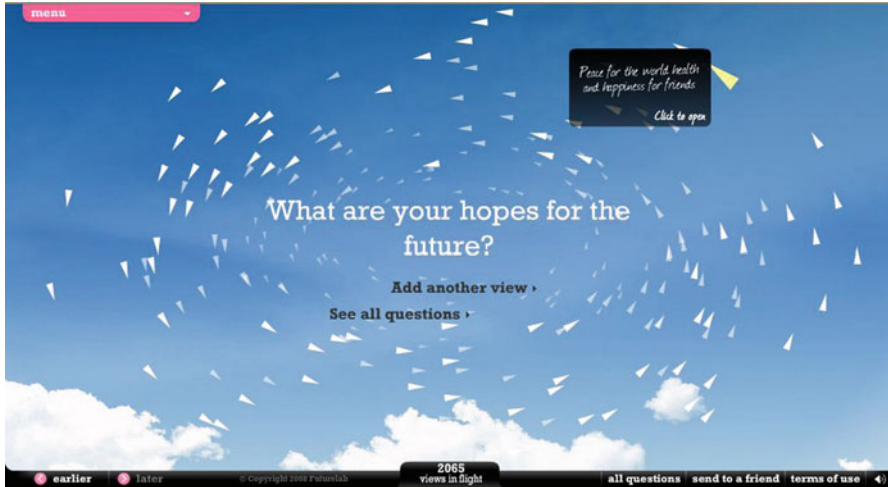 menu
Peace for the world health
and happiness for friends
Click to open
What are your hopes for the
future?
Add another view
See all questions
earlier
later
© Copyright 2008 Futurelab
2065
views in flight
all questions
send to a friend
terms of use